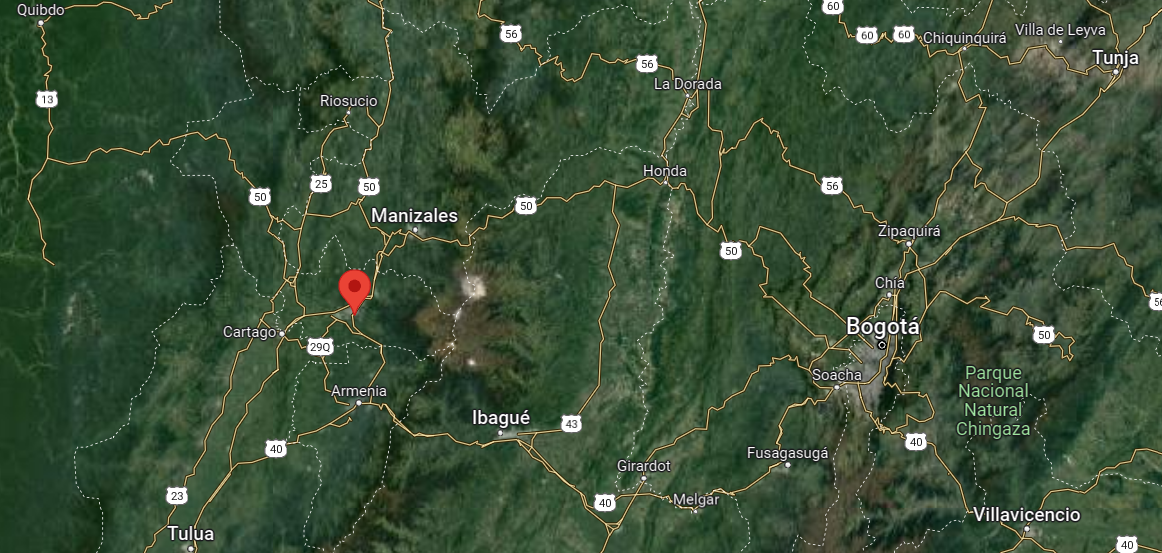 Quibdo
60
56
60
60
Chiquinquirá
Villa de Leyva
Tunja
56
La Dorada
13
Riosucio
Honda
50
25
50
56
50
Manizales
Zipaquirá
50
Chía
Bogotá
Cartago
29Q
50
Parque
Nacional
Natural
Chingaza
Soacha
Armenia
Ibagué
43
40
40
Fusagasugá
Girardot
23
40
Melgar
Villavicencio
Tulua
40